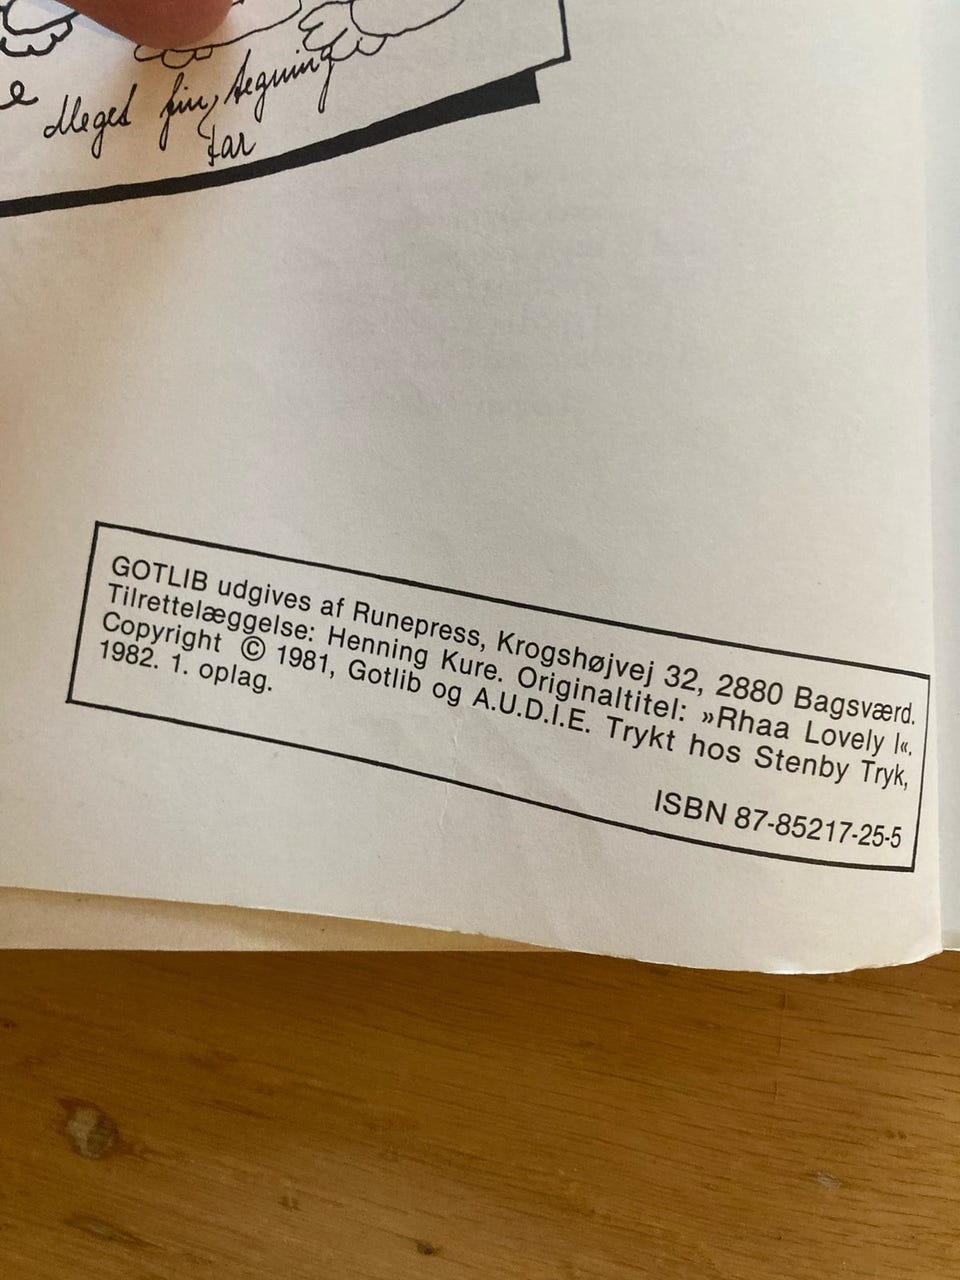 e
Meget fin, tegning
far
GOTLIB udgives af Runepress, Krogshøjvej 32, 2880 Bagsværd.
Tilrettelæggelse: Henning Kure. Originaltitel: »Rhaa Lovely I«.
Copyright © 1981, Gotlib og A.U.D.I.E. Trykt hos Stenby Tryk,
1982. 1. oplag.
ISBN 87-85217-25-5